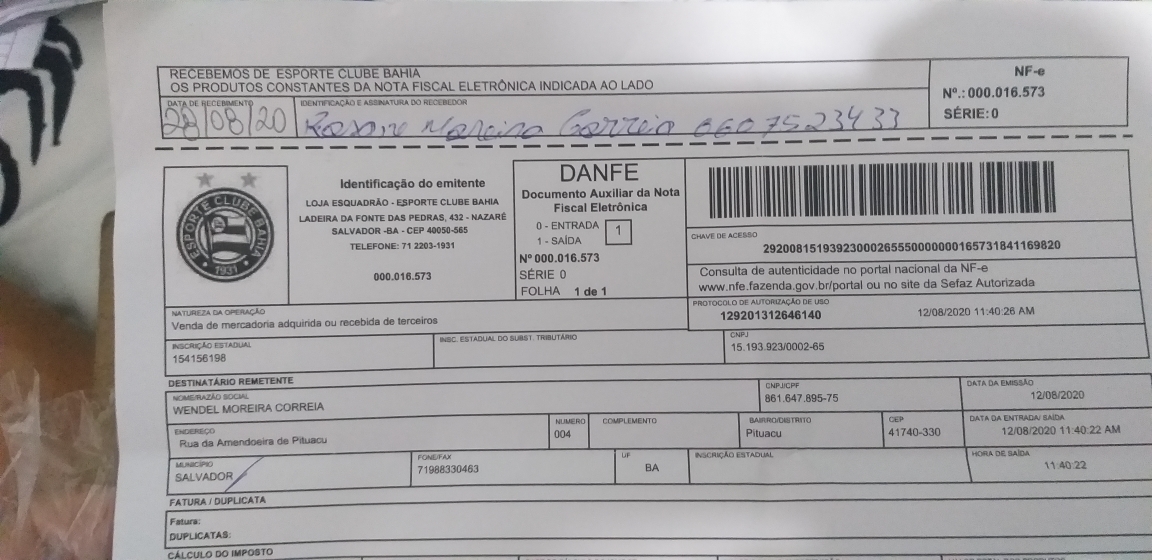 RECEBEMOS DE ESPORTE CLUBE BAHIA
OS PRODUTOS CONSTANTES DA NOTA FISCAL ELETRÔNICA INDICADA AO LADO
NF-e
Nº.: 000.016.573
SÉRIE: 0
DATA DE RECEBIMENTO
28/08/20
IDENTIFICAÇÃO E ASSINATURA DO RECEBEDOR
Moreira Correia 0607523433
ESPORTE CLUBE BAHIA
1931
Identificação do emitente
LOJA ESQUADRÃO - ESPORTE CLUBE BAHIA
LADEIRA DA FONTE DAS PEDRAS, 432 - NAZARÉ
SALVADOR -BA - CEP 40050-565
TELEFONE: 71 2203-1931
000.016.573
DANFE
Documento Auxiliar da Nota
Fiscal Eletrônica
0 - ENTRADA
1 - SAÍDA
1
Nº 000.016.573
SÉRIE 0
FOLHA 1 de 1
CHAVE DE ACESSO
29200815193923000265550000000165731841169820
Consulta de autenticidade no portal nacional da NF-e
www.nfe.fazenda.gov.br/portal ou no site da Sefaz Autorizada
NATUREZA DA OPERAÇÃO
Venda de mercadoria adquirida ou recebida de terceiros
PROTOCOLO DE AUTORIZAÇÃO DE USO
129201312646140 12/08/2020 11:40:26 AM
INSCRIÇÃO ESTADUAL
154156198
INSC. ESTADUAL DO SUBST. TRIBUTÁRIO
CNPJ
15.193.923/0002-65
DESTINATÁRIO REMETENTE
NOME/RAZÃO SOCIAL
WENDEL MOREIRA CORREIA
CNPJ/CPF
861.647.895-75
DATA DA EMISSÃO
12/08/2020
ENDEREÇO
Rua da Amendoeira de Pituacu
NUMERO
004
COMPLEMENTO
BAIRRO/DISTRITO
Pituacu
CEP
41740-330
DATA DA ENTRADA/ SAÍDA
12/08/2020 11:40:22 AM
MUNICÍPIO
SALVADOR
FONE/FAX
71988330463
UF
BA
INSCRIÇÃO ESTADUAL
HORA DE SAÍDA
11:40:22
FATURA / DUPLICATA
Fatura:
DUPLICATAS:
CÁLCULO DO IMPOSTO